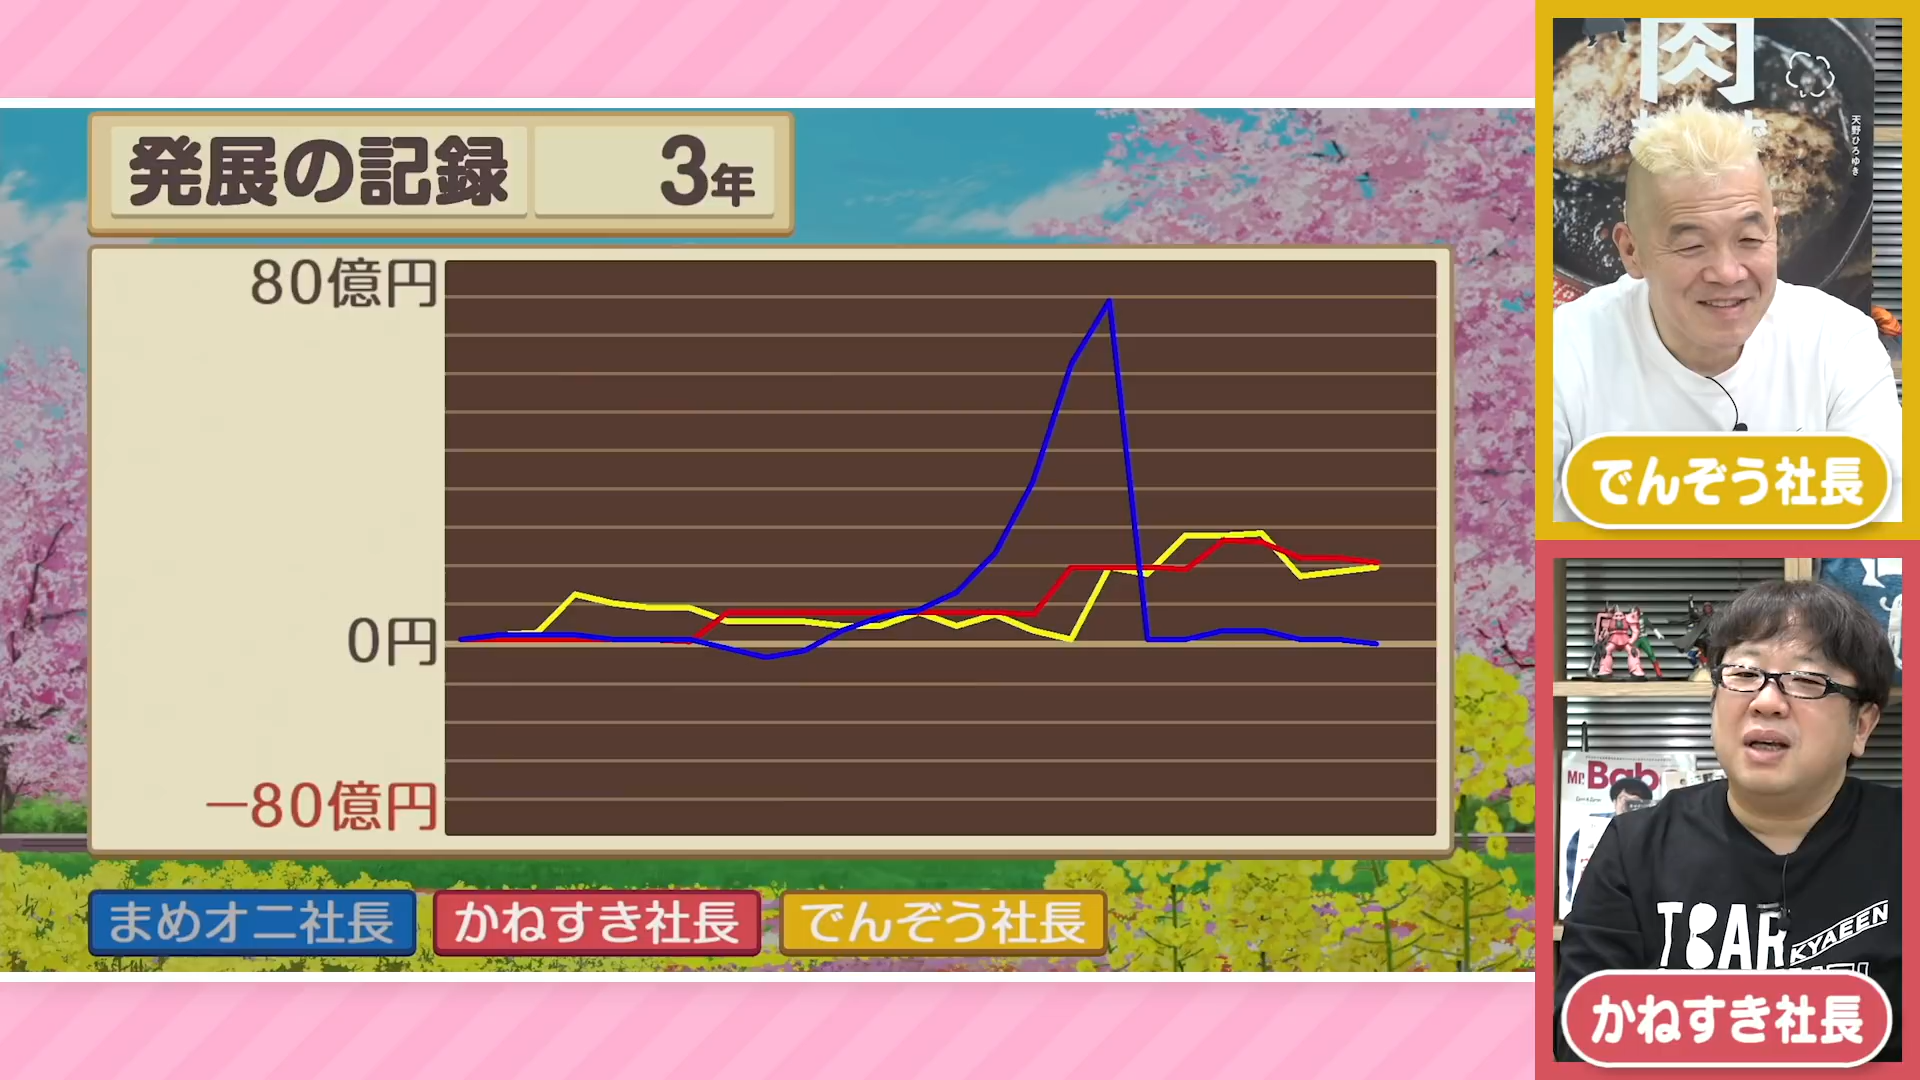 発展の記録
3年
80億円
0円
－80億円
まめオニ社長
かねすき社長
でんぞう社長
肉
天野ひろゆき
でんぞう社長
Mr. Bab
TBAR
KYAEEN
かねすき社長